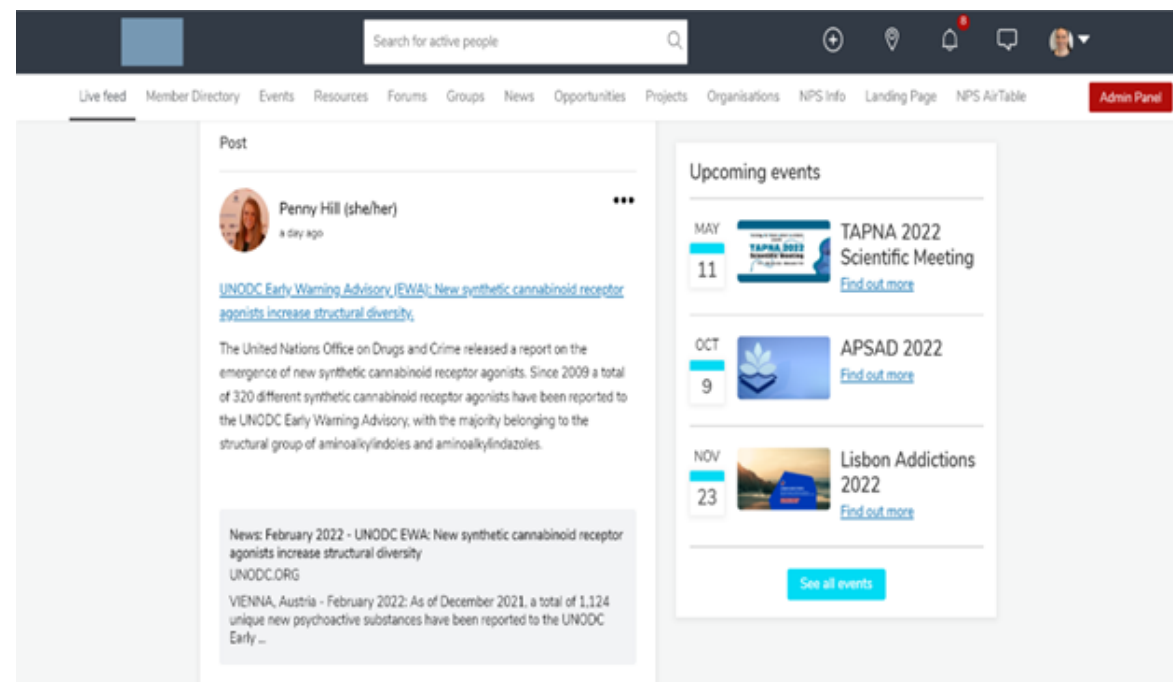 Search for active people
8
Live feed Member Directory Events Resources Forums Groups News Opportunities Projects Organisations NPS Info Landing Page NPS AirTable Admin Panel
Post
Penny Hill (she/her)
a day ago
UNODC Early Warning Advisory (EWA): New synthetic cannabinoid receptor
agonists increase structural diversity.
The United Nations Office on Drugs and Crime released a report on the
emergence of new synthetic cannabinoid receptor agonists. Since 2009 a total
of 320 different synthetic cannabinoid receptor agonists have been reported to
the UNODC Early Warning Advisory, with the majority belonging to the
structural group of aminoalkylindoles and aminoalkylindazoles.
News: February 2022 - UNODC EWA: New synthetic cannabinoid receptor
agonists increase structural diversity
UNODC.ORG
VIENNA, Austria - February 2022: As of December 2021, a total of 1,124
unique new psychoactive substances have been reported to the UNODC
Early ...
Upcoming events
MAY
11
TAPNA 2022
Scientific Meeting
TAPNA 2022
Scientific Meeting
Find out more
OCT
9
APSAD 2022
Find out more
NOV
23
Lisbon Addictions
2022
Find out more
See all events